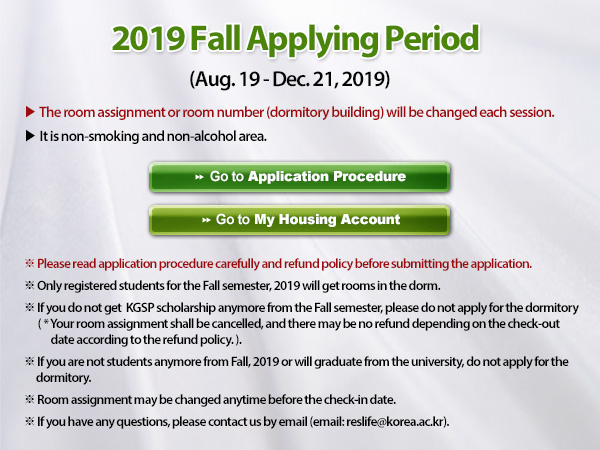 2019 Fall Applying Period
(Aug. 19 - Dec. 21, 2019)
▶ The room assignment or room number (dormitory building) will be changed each session.
▶ It is non-smoking and non-alcohol area.
Go to Application Procedure
Go to My Housing Account
※ Please read application procedure carefully and refund policy before submitting the application.
※ Only registered students for the Fall semester, 2019 will get rooms in the dorm.
※ If you do not get KGSP scholarship anymore from the Fall semester, please do not apply for the dormitory
( * Your room assignment shall be cancelled, and there may be no refund depending on the check-out
date according to the refund policy. ).
※ If you are not students anymore from Fall, 2019 or will graduate from the university, do not apply for the
dormitory.
※ Room assignment may be changed anytime before the check-in date.
※ If you have any questions, please contact us by email (email: reslife@korea.ac.kr).